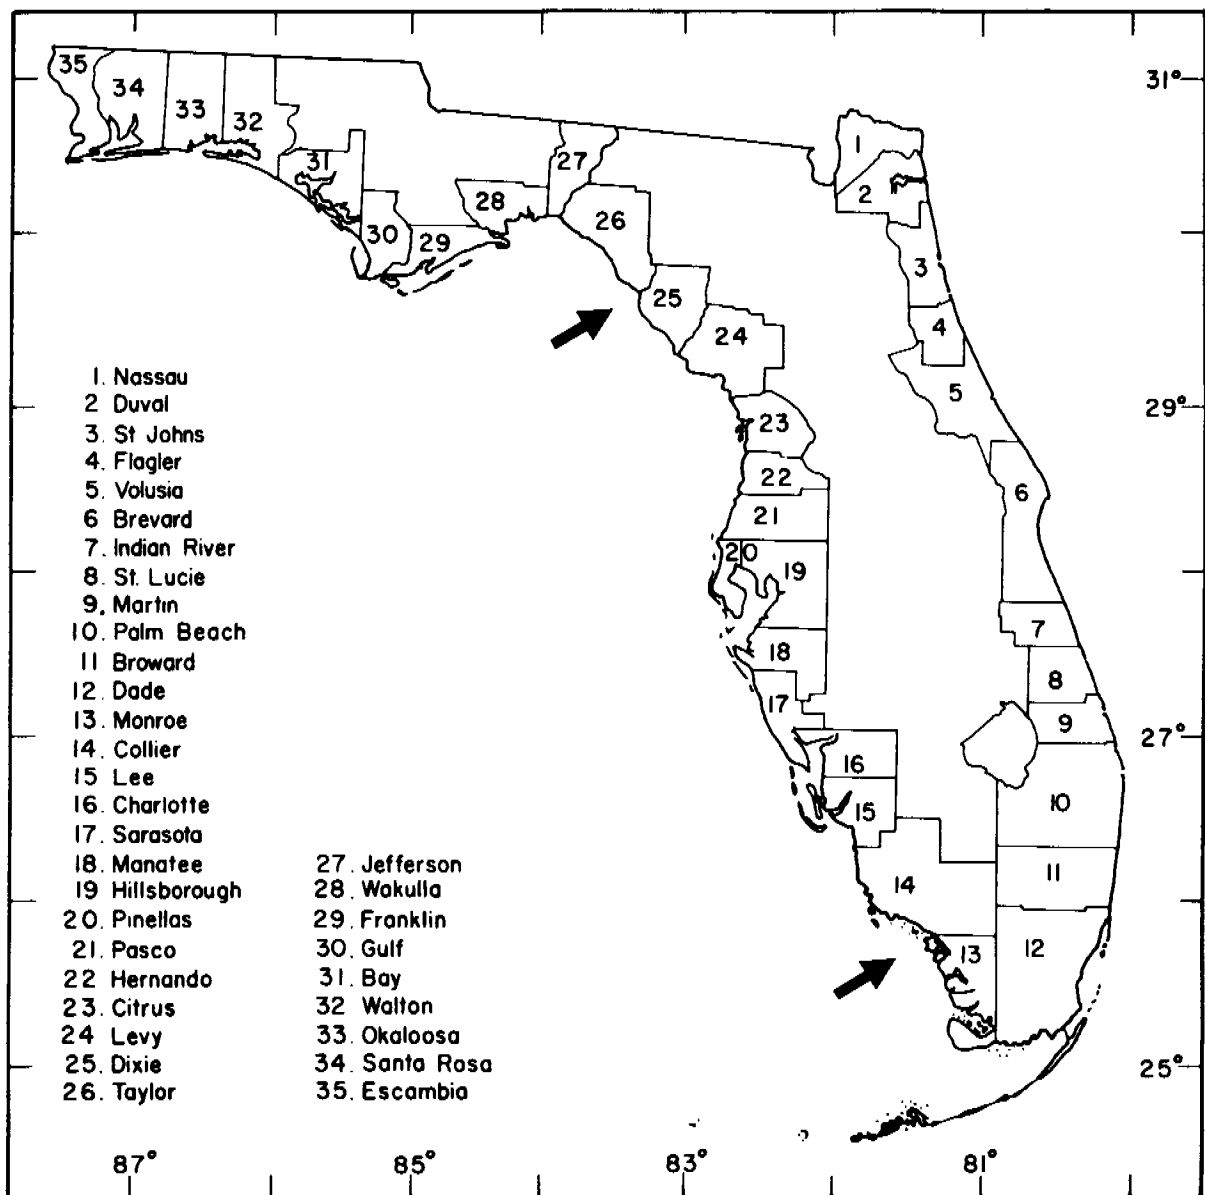 35
34
33
32
31
30
29
28
27
26
25
24
23
22
21
20
19
18
17
16
15
14
13
12
11
10
9
8
7
6
5
4
3
2
1
31°
29°
27°
25°
87°
85°
83°
81°
1. Nassau
2 Duval
3. St Johns
4. Flagler
5. Volusia
6 Brevard
7. Indian River
8 St. Lucie
9. Martin
10. Palm Beach
11 Broward
12. Dade
13. Monroe
14. Collier
15 Lee
16. Charlotte
17. Sarasota
18. Manatee
19 Hillsborough
20. Pinellas
21. Pasco
22 Hernando
23. Citrus
24 Levy
25. Dixie
26. Taylor
27. Jefferson
28. Wakulla
29. Franklin
30. Gulf
31. Bay
32 Walton
33. Okaloosa
34. Santa Rosa
35. Escambia